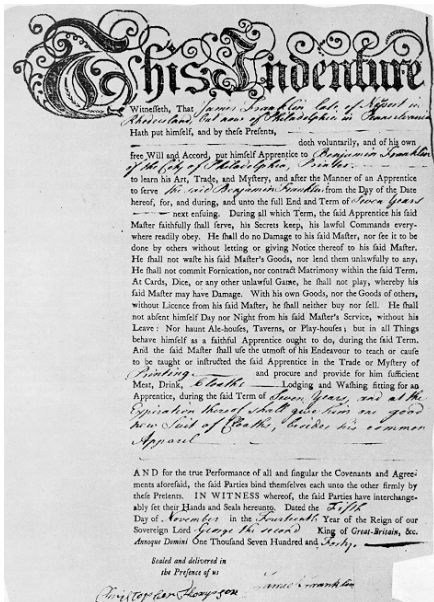 This Indenture
Witnesseth, That James Franklin late of Newport in
Rhodeisland, but now of Philadelphia in Pennsylvania
Hath put himself, and by these Presents,
doth voluntarily, and of his own
free Will and Accord, put himself Apprentice to Benjamin Franklin
of the City of Philadelphia, Printer
to learn his Art, Trade, and Mystery, and after the Manner of an Apprentice
to serve the said Benjamin Franklin from the Day of the Date
hereof, for, and during, and unto the full End and Term of Seven Years
next ensuing. During all which Term, the said Apprentice his said
Master faithfully shall serve, his Secrets keep, his lawful Commands every-
where readily obey. He shall do no Damage to his said Master, nor see it to be
done by others without letting or giving Notice thereof to his said Master.
He shall not waste his said Master's Goods, nor lend them unlawfully to any.
He shall not commit Fornication, nor contract Matrimony within the said Term.
At Cards, Dice, or any other unlawful Game, he shall not play, whereby his
said Master may have Damage. With his own Goods, nor the Goods of others,
without Licence from his said Master, he shall neither buy nor sell. He shall
not absent himself Day nor Night from his said Master's Service, without his
Leave: Nor haunt Ale-houses, Taverns, or Play-houses; but in all Things
behave himself as a faithful Apprentice ought to do, during the said Term.
And the said Master shall use the utmost of his Endeavour to teach or cause
to be taught or instructed the said Apprentice in the Trade or Mystery of
Printing and procure and provide for him sufficient
Meat, Drink, Cloaths Lodging and Washing fitting for an
Apprentice, during the said Term of Seven Years, and at the
Expiration thereof shall give him one good
new Suit of Cloaths, besides his common
Apparel
AND for the true Performance of all and singular the Covenants and Agree-
ments aforesaid, the said Parties bind themselves each unto the other firmly by
these Presents. IN WITNESS whereof, the said Parties have interchange-
ably set their Hands and Seals hereunto. Dated the Fifth
Day of November in the Fourteenth Year of the Reign of our
Sovereign Lord George the second King of Great-Britain, &c.
Annoque Domini One Thousand Seven Hundred and Forty
Sealed and delivered in
the Presence of us
Christopher Thompson James Franklin